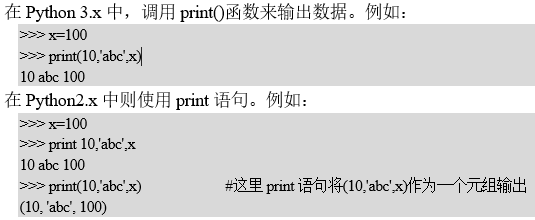 在 Python 3.x 中，调用 print()函数来输出数据。例如：
>>> x=100
>>> print(10,'abc',x)
10 abc 100
在 Python2.x 中则使用 print 语句。例如：
>>> x=100
>>> print 10,'abc',x
10 abc 100
>>> print(10,'abc',x) #这里 print 语句将(10,'abc',x)作为一个元组输出
(10, 'abc', 100)